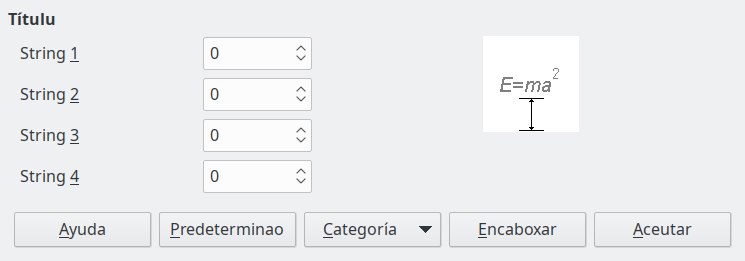 Títulu
String 1 0
String 2 0
String 3 0
String 4 0
E=ma²
Ayuda Predeterminao Categoría Encaboxar Aceutar